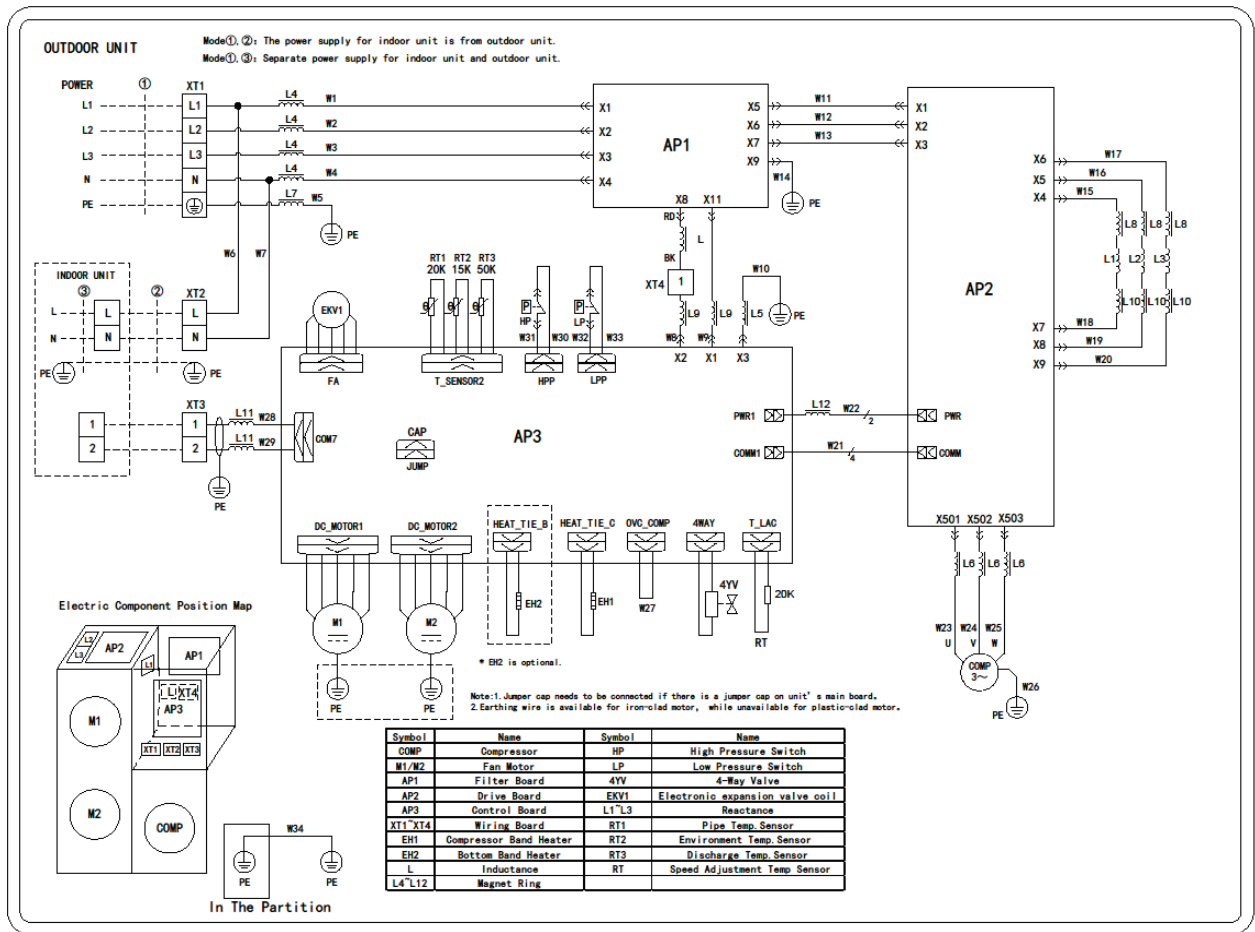 OUTDOOR UNIT
Mode①,②: The power supply for indoor unit is from outdoor unit.
Mode①,③: Separate power supply for indoor unit and outdoor unit.
POWER ① XT1
L1 L1 L4 W1 X1
L2 L2 L4 W2 X2
L3 L3 L4 W3 X3
N N L4 W4 X4
PE L7 W5
PE
AP1
X5 W11 X1
X6 W12 X2
X7 W13 X3
X9 W14 PE
X8 X11
RD
L
BK
XT4 1
L9 L9 L5
W10
PE
W8 W9
X2 X1 X3
AP2
X6 W17
X5 W16
X4 W15
L8 L8 L8
L1 L2 L3
L10 L10 L10
X7 W18
X8 W19
X9 W20
W6 W7
INDOOR UNIT
③ ② XT2
L L L
N N N
PE PE
XT3
1 1 L11 W28
2 2 L11 W29
COM7
PE
EKV1
FA
RT1 RT2 RT3
20K 15K 50K
θ θ θ
T_SENSOR2
P P
HP LP
W31 W30 W32 W33
HPP LPP
AP3
CAP
JUMP
PWR1 L12 W22 2 PWR
COMM1 W21 4 COMM
DC_MOTOR1 DC_MOTOR2 HEAT_TIE_B HEAT_TIE_C OVC_COMP 4WAY T_LAC
M1 M2 EH2 EH1 W27 4YV 20K
RT
PE PE
* EH2 is optional.
X501 X502 X503
L6 L6 L6
W23 W24 W25
U V W
COMP
3~
W26
PE
Note:1.Jumper cap needs to be connected if there is a jumper cap on unit's main board.
2.Earthing wire is available for iron-clad motor, while unavailable for plastic-clad motor.
Electric Component Position Map
L2
L3
AP2
L1
AP1
L XT4
AP3
XT1 XT2 XT3
M1
M2
COMP
W34
PE PE
In The Partition
Symbol Name Symbol Name
COMP Compressor HP High Pressure Switch
M1/M2 Fan Motor LP Low Pressure Switch
AP1 Filter Board 4YV 4-Way Valve
AP2 Drive Board EKV1 Electronic expansion valve coil
AP3 Control Board L1~L3 Reactance
XT1~XT4 Wiring Board RT1 Pipe Temp.Sensor
EH1 Compressor Band Heater RT2 Environment Temp.Sensor
EH2 Bottom Band Heater RT3 Discharge Temp.Sensor
L Inductance RT Speed Adjustment Temp Sensor
L4~L12 Magnet Ring